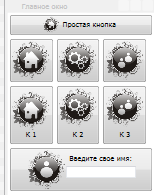 Главное окно
Простая кнопка
К 1 К 2 К 3
Введите свое имя: